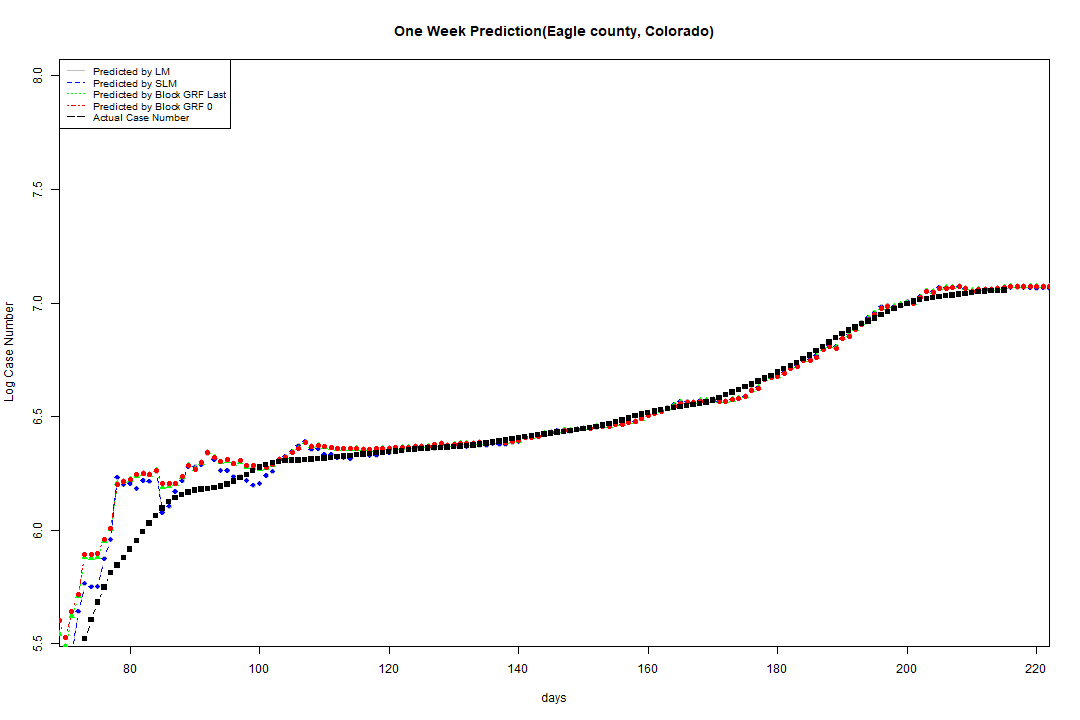 One Week Prediction(Eagle county, Colorado)
Predicted by LM
Predicted by SLM
Predicted by Block GRF Last
Predicted by Block GRF 0
Actual Case Number
8.0
7.5
7.0
6.5
6.0
5.5
Log Case Number
80 100 120 140 160 180 200 220
days